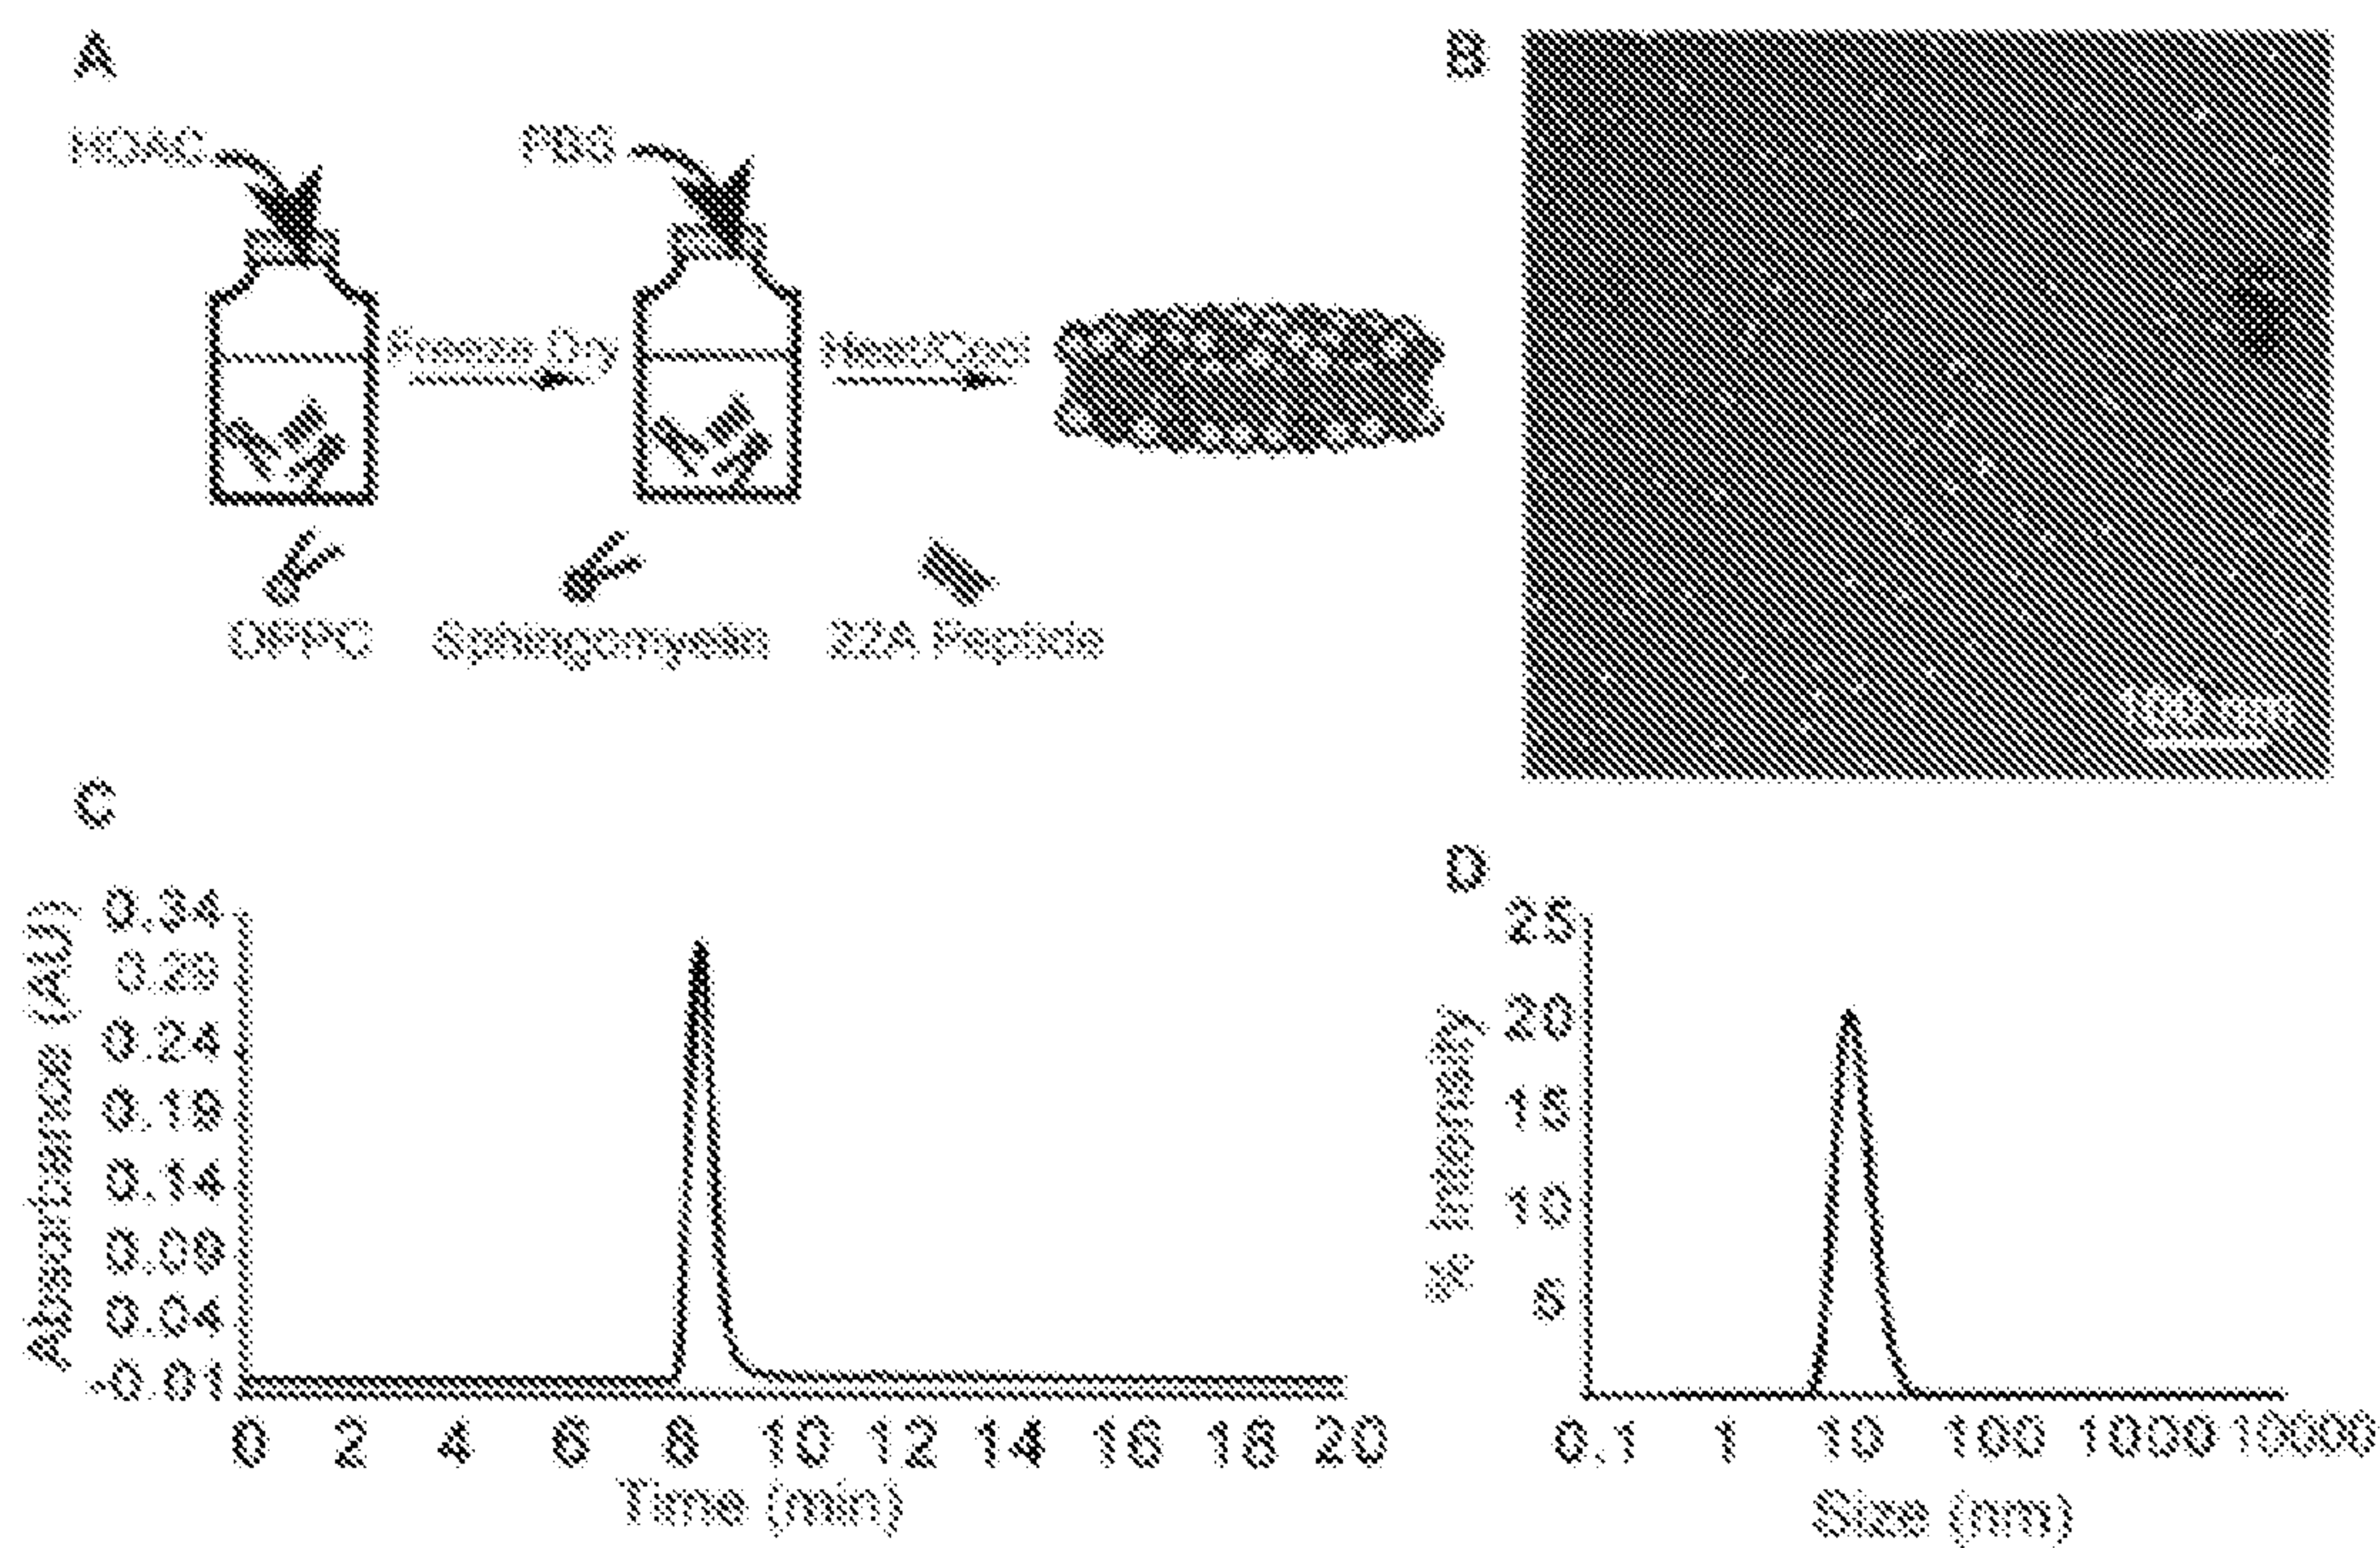 A
B
HOAC
PBS
Freeze Dry
Heat/Cool
DPPC
Sphingomyelin
22A Peptide
100 nm
C
D
Absorbance (AU)
0.34
0.29
0.24
0.19
0.14
0.09
0.04
-0.01
0 2 4 6 8 10 12 14 16 18 20
Time (min)
% Intensity
25
20
15
10
5
0.1 1 10 100 1000 10000
Size (nm)